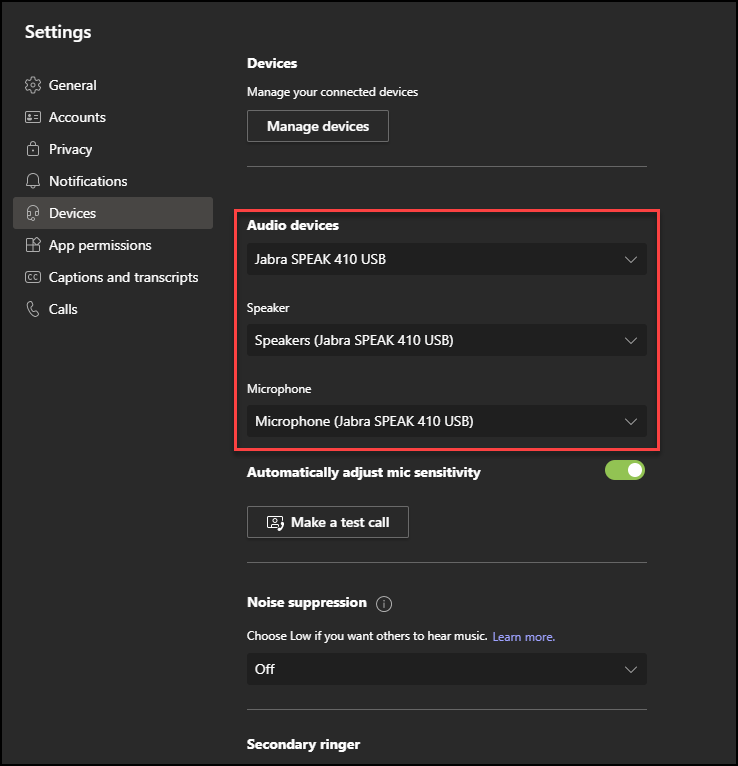 Settings
General
Accounts
Privacy
Notifications
Devices
App permissions
CC Captions and transcripts
Calls
Devices
Manage your connected devices
Manage devices
Audio devices
Jabra SPEAK 410 USB
Speaker
Speakers (Jabra SPEAK 410 USB)
Microphone
Microphone (Jabra SPEAK 410 USB)
Automatically adjust mic sensitivity
Make a test call
Noise suppression
Choose Low if you want others to hear music. Learn more.
Off
Secondary ringer